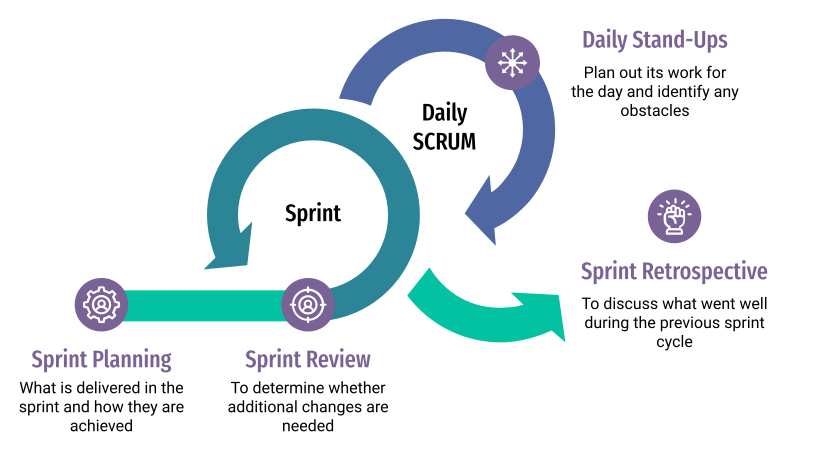 Daily Stand-Ups
Plan out its work for
the day and identify any
obstacles
Daily
SCRUM
Sprint
Sprint Retrospective
To discuss what went well
during the previous sprint
cycle
Sprint Planning
What is delivered in the
sprint and how they are
achieved
Sprint Review
To determine whether
additional changes are
needed